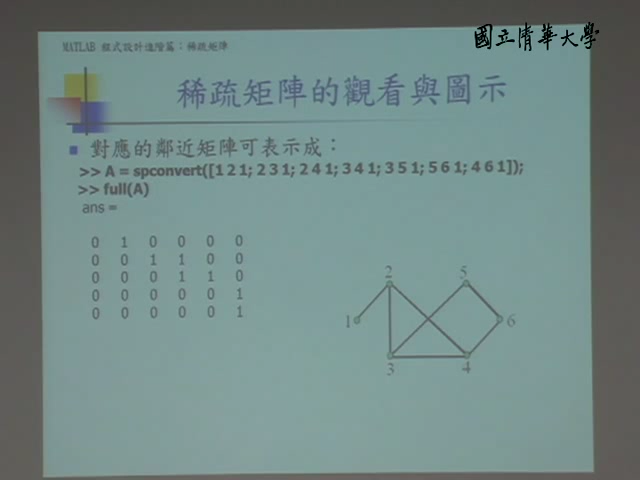 國立清華大學
MATLAB 程式設計進階篇：稀疏矩陣
稀疏矩陣的觀看與圖示
對應的鄰近矩陣可表示成：
>> A = spconvert([1 2 1; 2 3 1; 2 4 1; 3 4 1; 3 5 1; 5 6 1; 4 6 1]);
>> full(A)
ans =
0 1 0 0 0 0
0 0 1 1 0 0
0 0 0 1 1 0
0 0 0 0 0 1
0 0 0 0 0 1
2 5
1 6
3 4